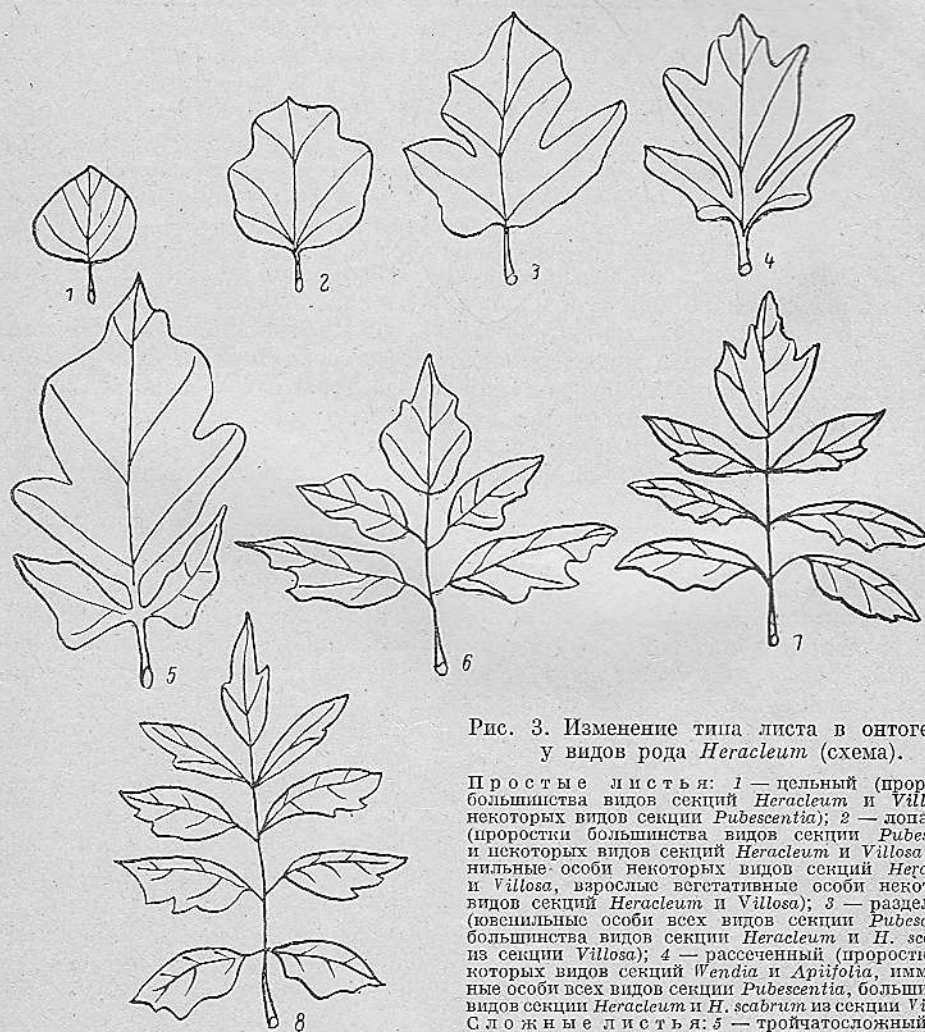 1
2
3
4
5
6
7
8
Рис. 3. Изменение типа листа в онтоге
у видов рода Heracleum (схема).
Простые листья: 1 — цельный (прор
большинства видов секций Heracleum и Vill
некоторых видов секции Pubescentia); 2 — лопа
(проростки большинства видов секции Pubes
и некоторых видов секций Heracleum и Villosa
нильные особи некоторых видов секций Hera
и Villosa, взрослые вегетативные особи некот
видов секций Heracleum и Villosa); 3 — раздел
(ювенильные особи всех видов секции Pubes
большинства видов секции Heracleum и H. sc
из секции Villosa); 4 — рассеченный (проростк
которых видов секций Wendia и Apiifolia, имм
ные особи всех видов секции Pubescentia, больши
видов секции Heracleum и H. scabrum из секции Vi
Сложные листья: 5 — тройчатосложный